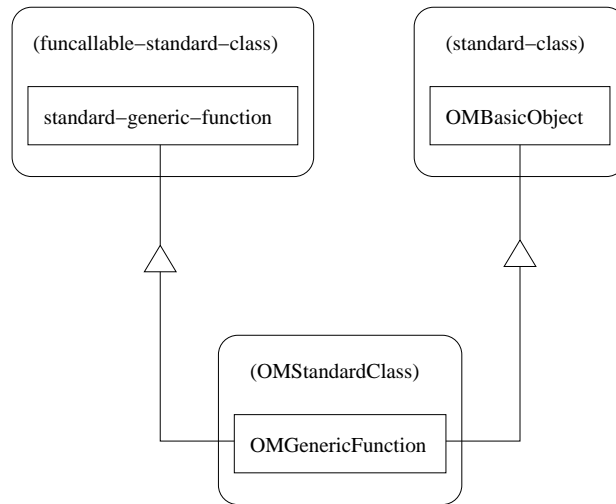 (funcallable−standard−class)
standard−generic−function
(standard−class)
OMBasicObject
(OMStandardClass)
OMGenericFunction